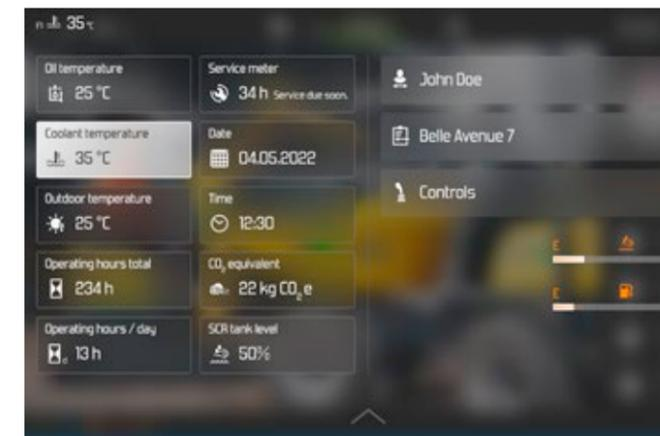 35 °C
Oil temperature
25 °C
Service meter
34 h Service due soon.
John Doe
Coolant temperature
35 °C
Date
04.05.2022
Belle Avenue 7
Outdoor temperature
25 °C
Time
12:30
Controls
Operating hours total
234 h
CO₂ equivalent
22 kg CO₂ e
E
E
Operating hours / day
13 h
SCR tank level
50%